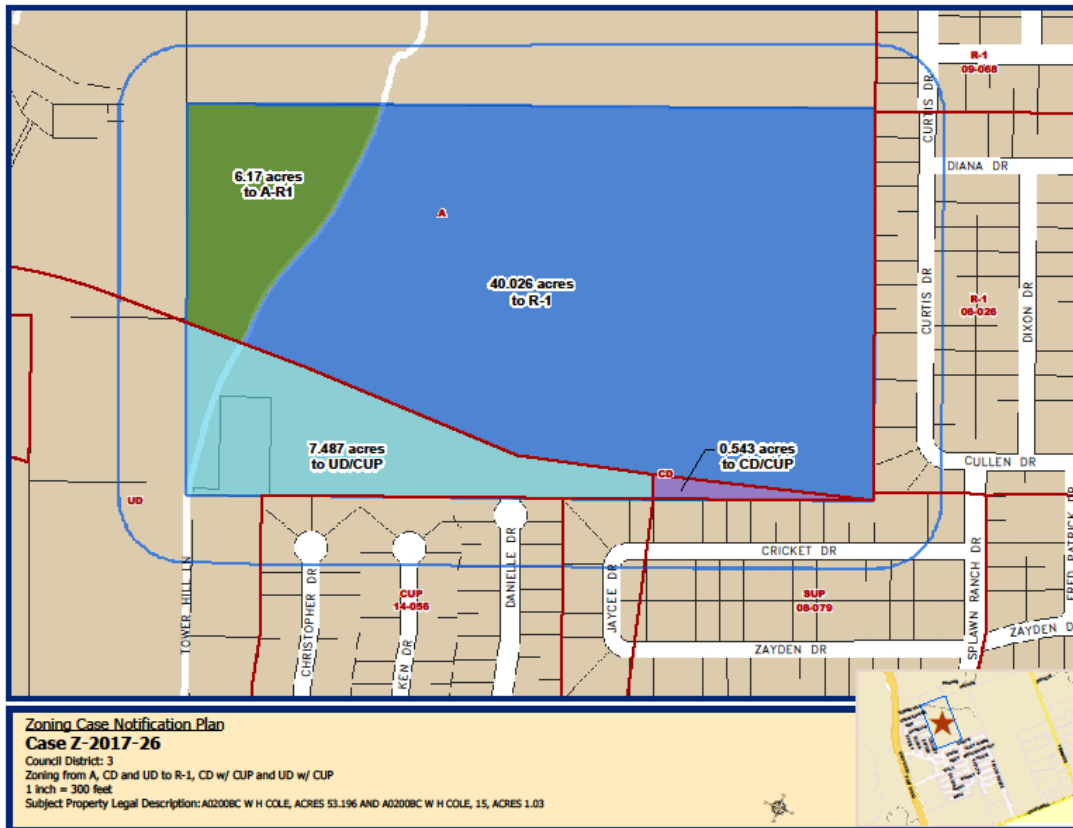 R-1
09-068
CURTIS DR
DIANA DR
6.17 acres
to A-R1
A
40.026 acres
to R-1
CURTIS DR
R-1
06-026
DIXON DR
7.487 acres
to UD/CUP
0.543 acres
to CD/CUP
CD
CULLEN DR
UD
TOWER HILL LN
CHRISTOPHER DR
CUP
14-056
KEN DR
DANIELLE DR
JAYCEE DR
CRICKET DR
SUP
08-079
ZAYDEN DR
SPLAWN RANCH DR
FRED PATRICK DR
ZAYDEN D
Zoning Case Notification Plan
Case Z-2017-26
Council District: 3
Zoning from A, CD and UD to R-1, CD w/ CUP and UD w/ CUP
1 inch = 300 feet
Subject Property Legal Description: A0200BC W H COLE, ACRES 53.196 AND A0200BC W H COLE, 15, ACRES 1.03